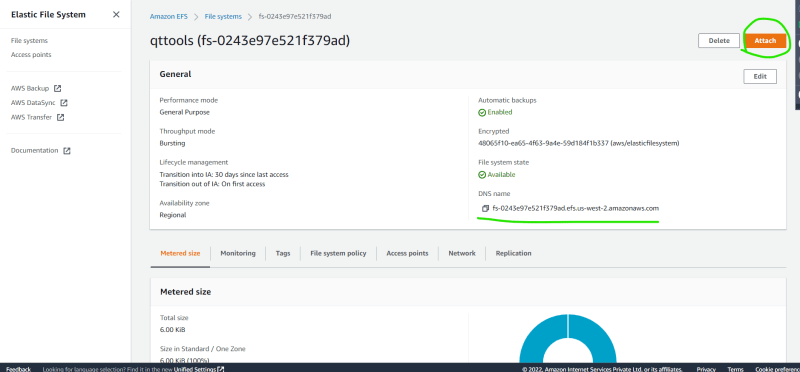 Elastic File System
File systems
Access points
AWS Backup
AWS DataSync
AWS Transfer
Documentation
Amazon EFS > File systems > fs-0243e97e521f379ad
qttools (fs-0243e97e521f379ad)
Delete
Attach
General
Edit
Performance mode
General Purpose
Throughput mode
Bursting
Lifecycle management
Transition into IA: 30 days since last access
Transition out of IA: On first access
Availability zone
Regional
Automatic backups
Enabled
Encrypted
48065f10-ea65-4f63-9a4e-59d184f1b337 (aws/elasticfilesystem)
File system state
Available
DNS name
fs-0243e97e521f379ad.efs.us-west-2.amazonaws.com
Metered size Monitoring Tags File system policy Access points Network Replication
Metered size
Total size
6.00 KiB
Size in Standard / One Zone
6.00 KiB (100%)
Feedback Looking for language selection? Find it in the new Unified Settings © 2022, Amazon Internet Services Private Ltd. or its affiliates. Privacy Terms Cookie preferenc